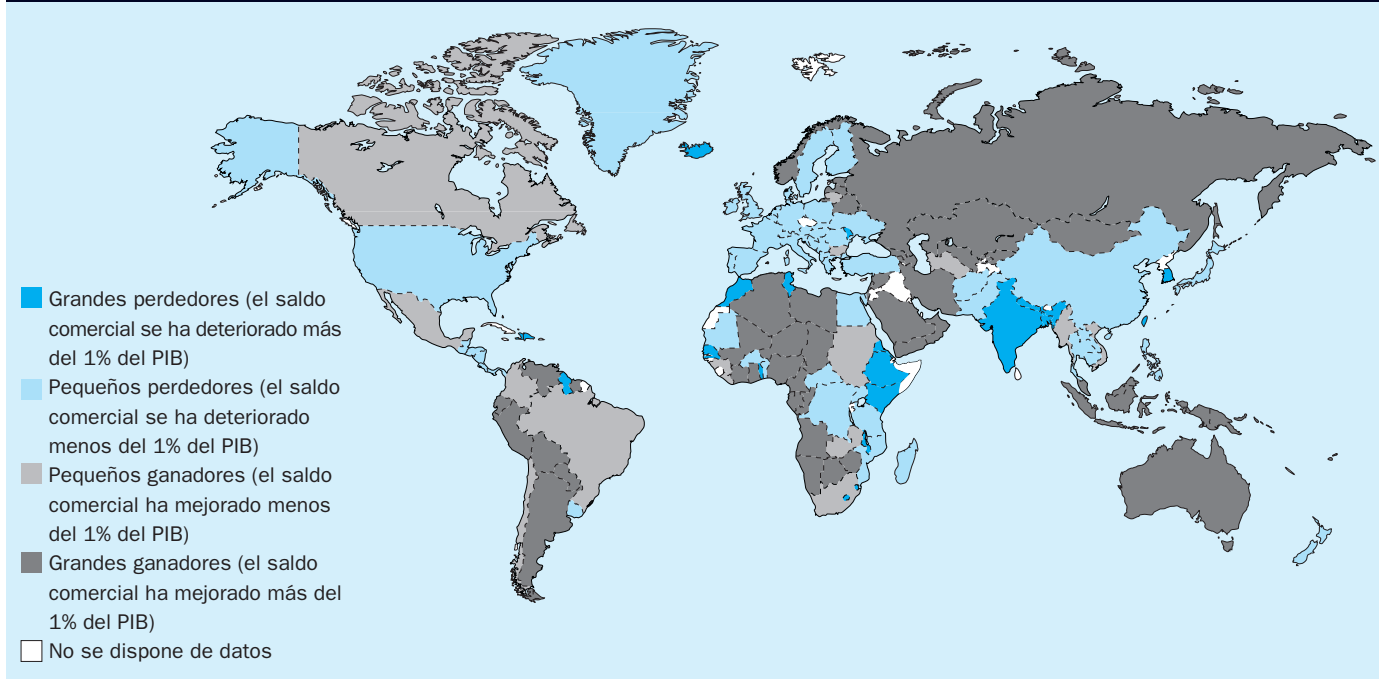 Grandes perdedores (el saldo
comercial se ha deteriorado más
del 1% del PIB)
Pequeños perdedores (el saldo
comercial se ha deteriorado
menos del 1% del PIB)
Pequeños ganadores (el saldo
comercial ha mejorado menos
del 1% del PIB)
Grandes ganadores (el saldo
comercial ha mejorado más del
1% del PIB)
No se dispone de datos